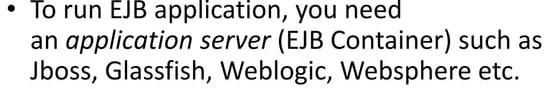 • To run EJB application, you need
an application server (EJB Container) such as
Jboss, Glassfish, Weblogic, Websphere etc.